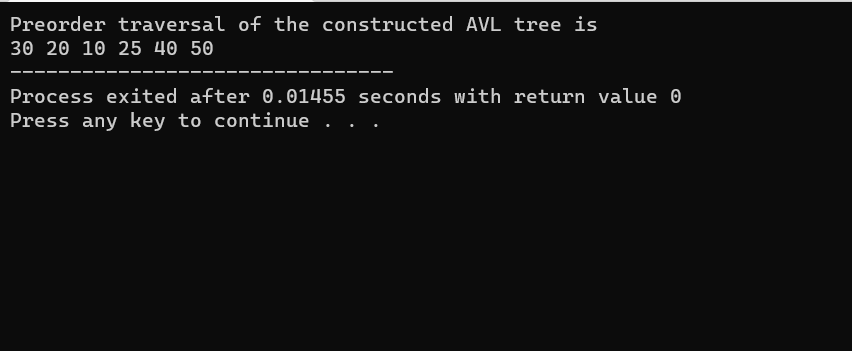 Preorder traversal of the constructed AVL tree is
30 20 10 25 40 50
--------------------------------
Process exited after 0.01455 seconds with return value 0
Press any key to continue . . .